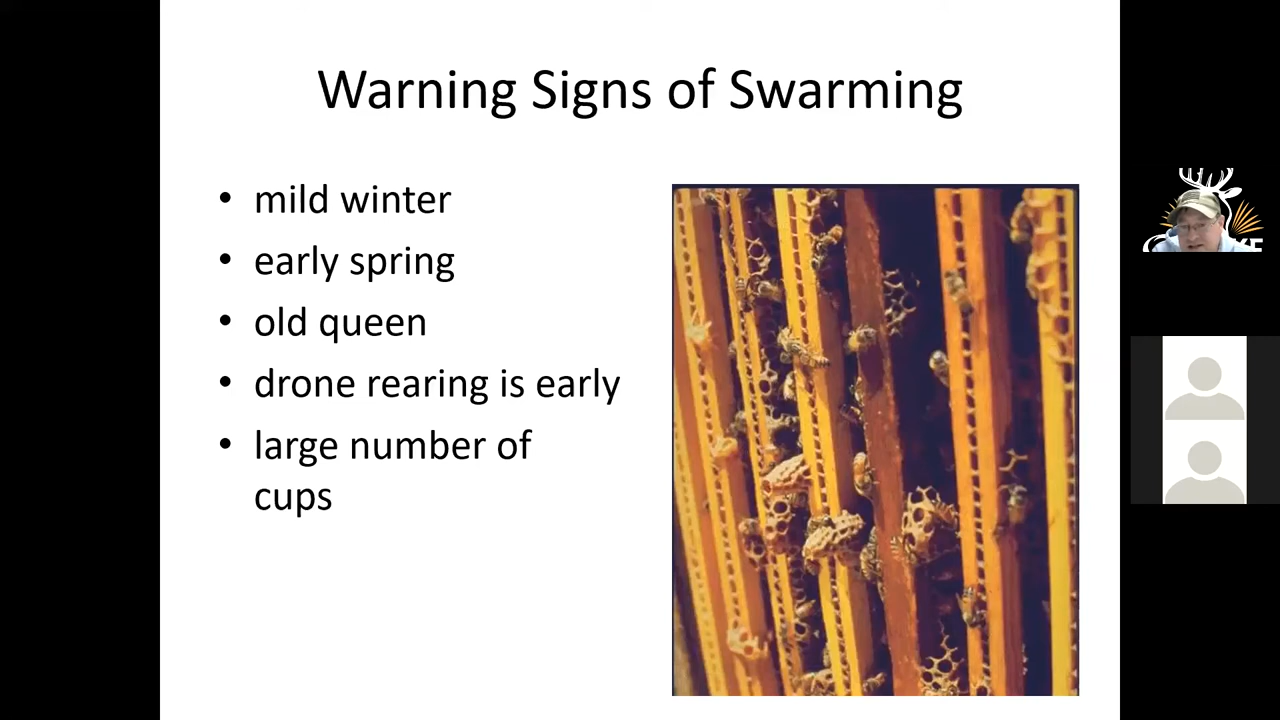 Warning Signs of Swarming
• mild winter
• early spring
• old queen
• drone rearing is early
• large number of
cups